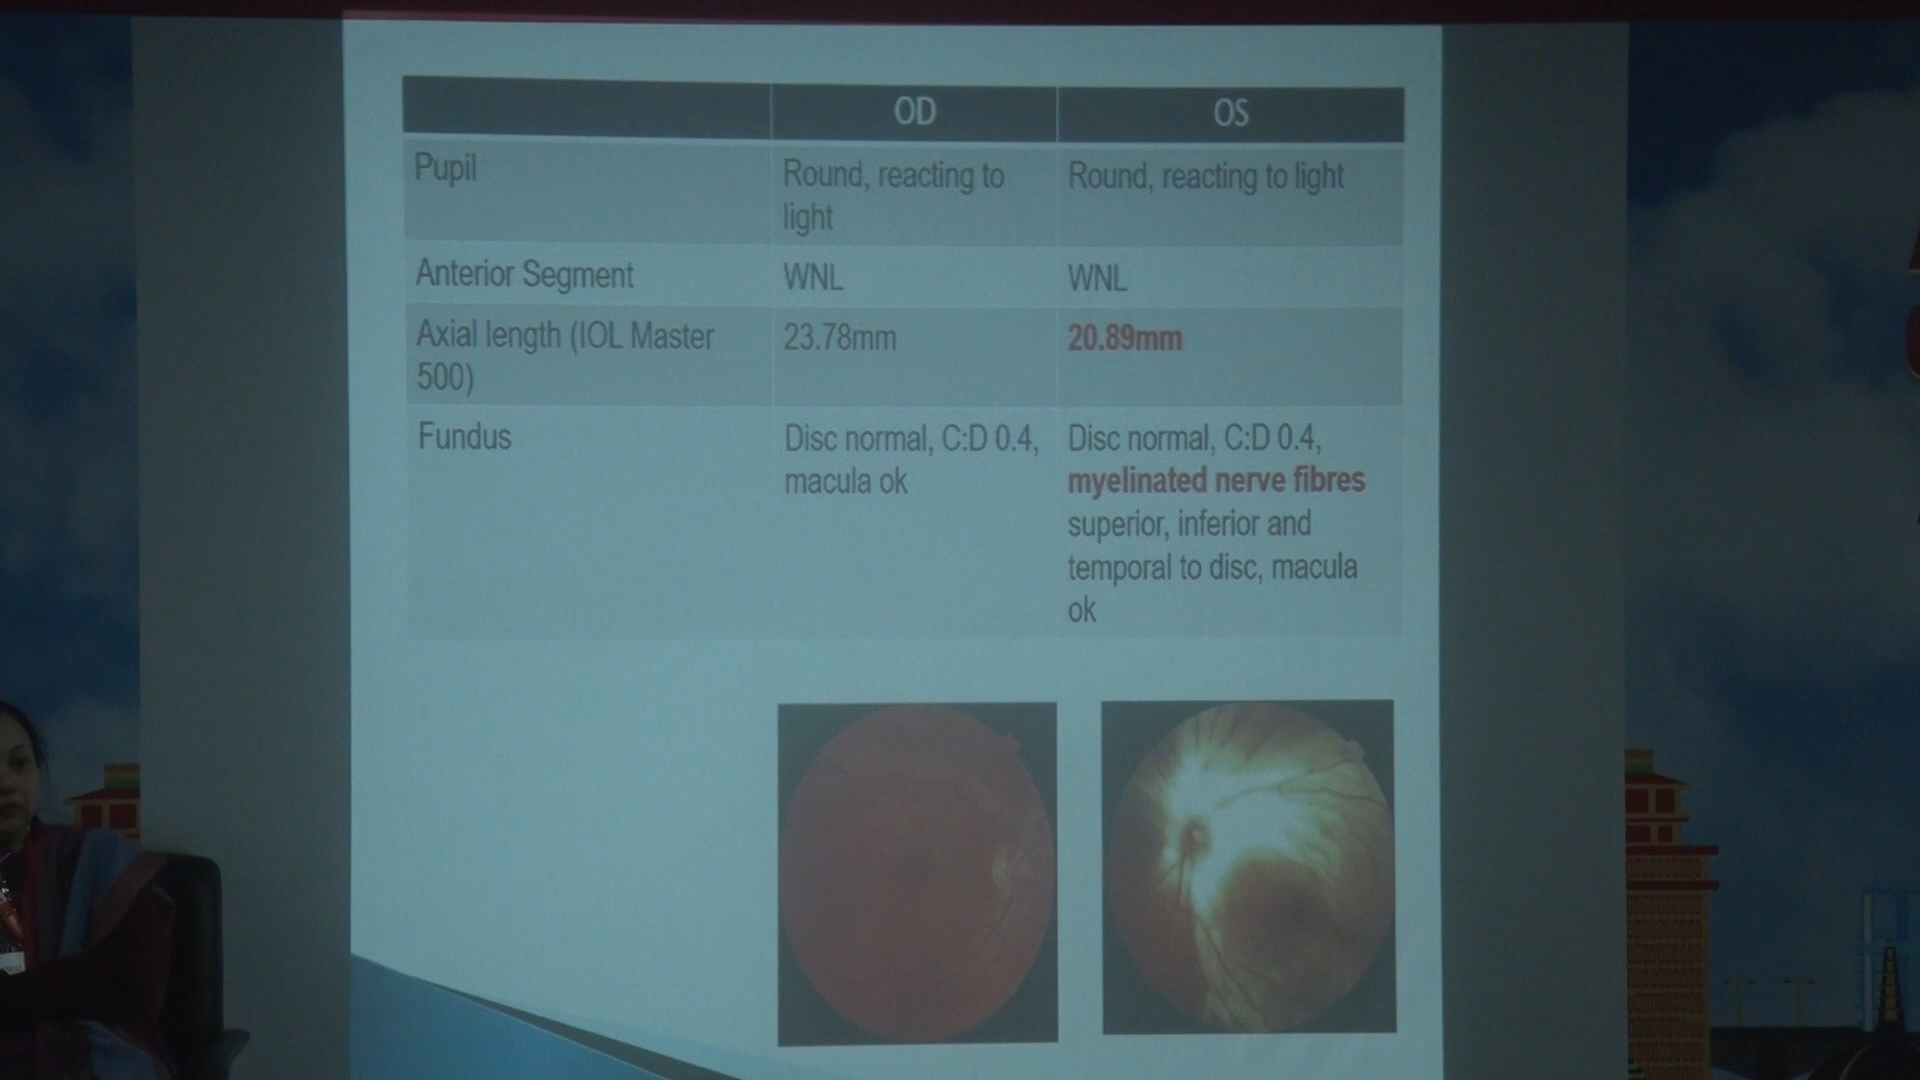 OD OS
Pupil Round, reacting to Round, reacting to light
light
Anterior Segment WNL WNL
Axial length (IOL Master 23.78mm 20.89mm
500)
Fundus Disc normal, C:D 0.4, Disc normal, C:D 0.4,
macula ok myelinated nerve fibres
superior, inferior and
temporal to disc, macula
ok